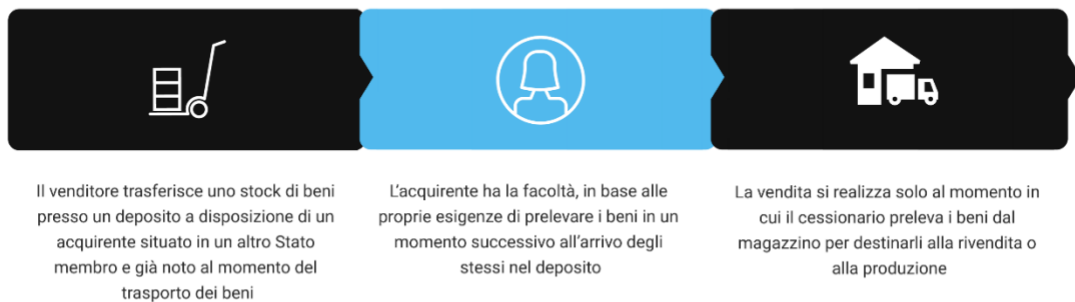 Il venditore trasferisce uno stock di beni
presso un deposito a disposizione di un
acquirente situato in un altro Stato
membro e già noto al momento del
trasporto dei beni
L'acquirente ha la facoltà, in base alle
proprie esigenze di prelevare i beni in un
momento successivo all'arrivo degli
stessi nel deposito
La vendita si realizza solo al momento in
cui il cessionario preleva i beni dal
magazzino per destinarli alla rivendita o
alla produzione